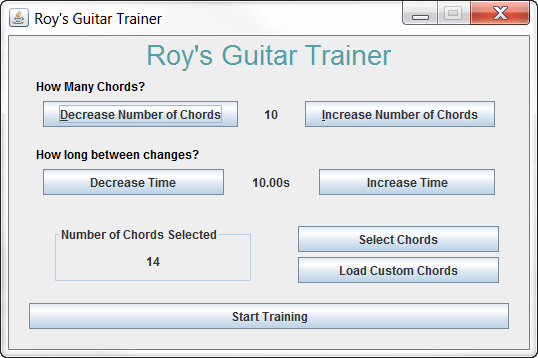 Roy's Guitar Trainer
Roy's Guitar Trainer
How Many Chords?
Decrease Number of Chords 10 Increase Number of Chords
How long between changes?
Decrease Time 10.00s Increase Time
Number of Chords Selected
14
Select Chords
Load Custom Chords
Start Training